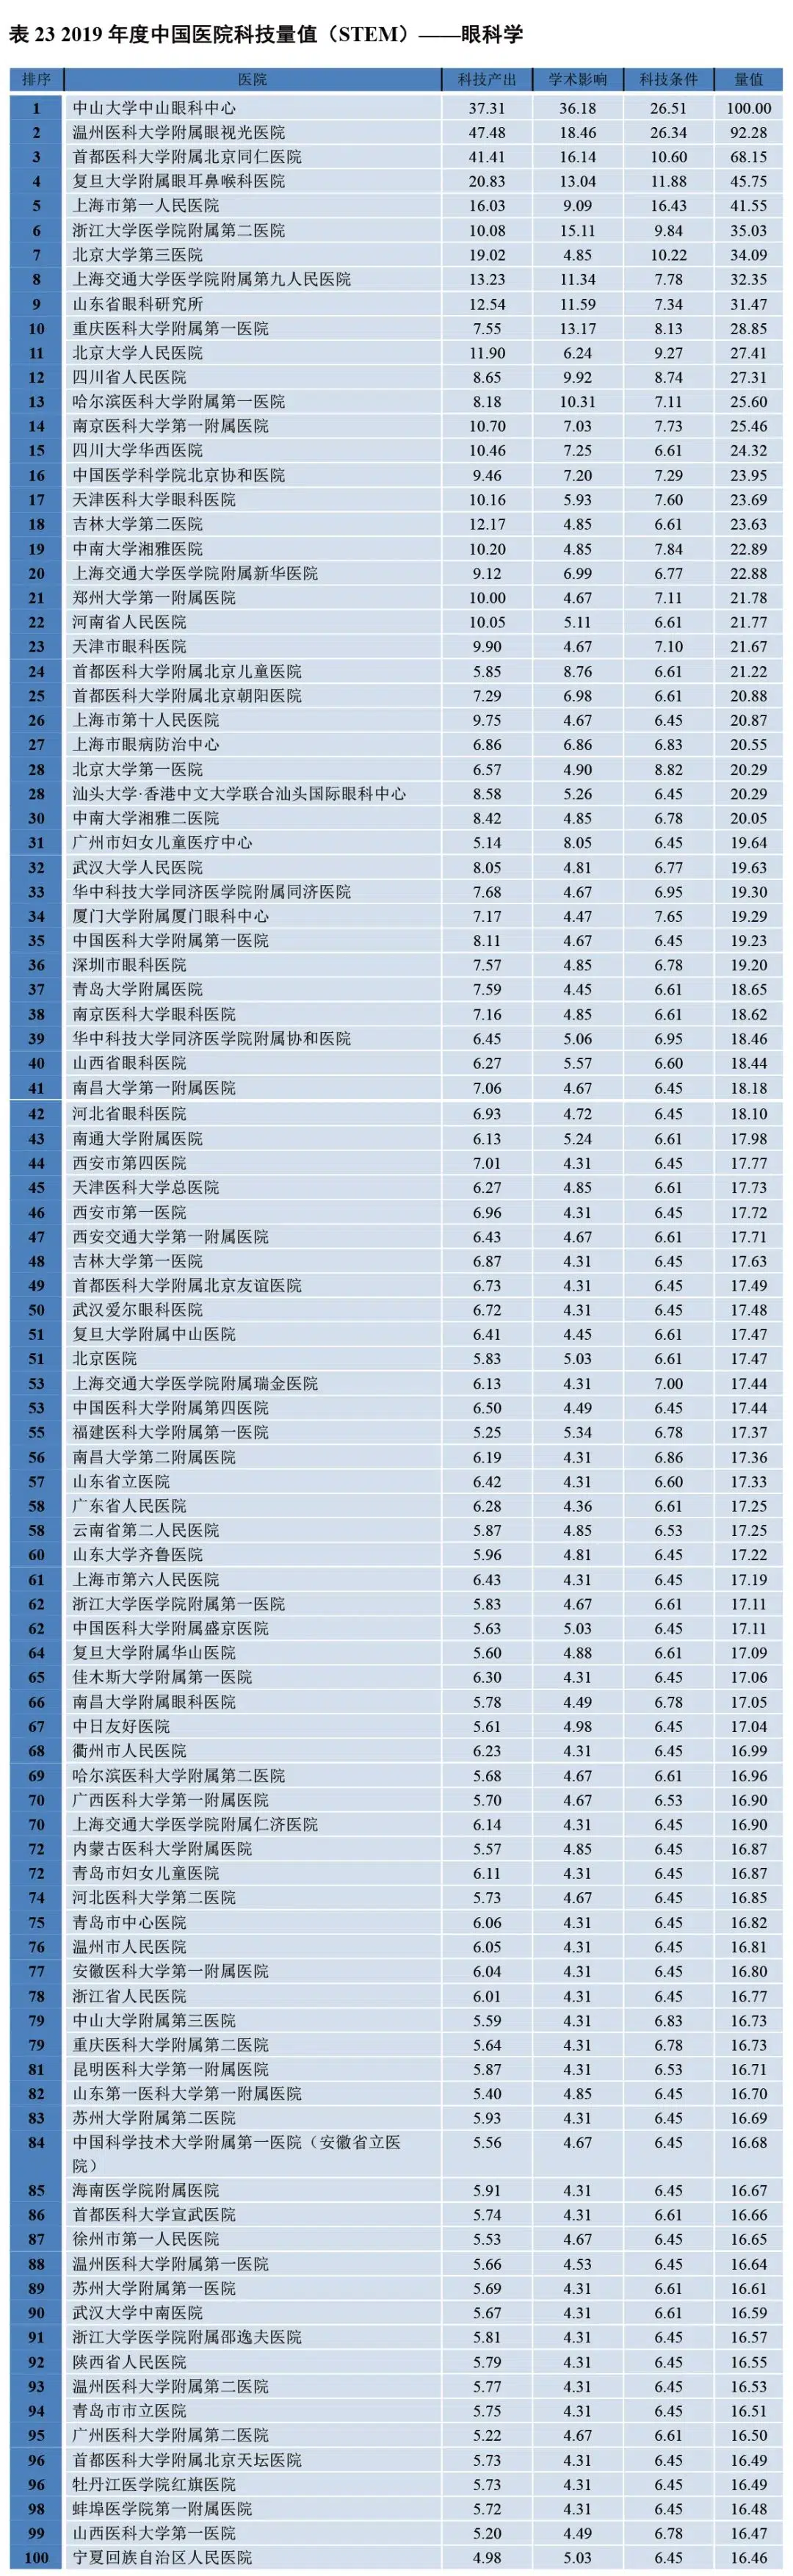 表 23 2019 年度中国医院科技量值（STEM）——眼科学
排序 医院 科技产出 学术影响 科技条件 量值
1 中山大学中山眼科中心 37.31 36.18 26.51 100.00
2 温州医科大学附属眼视光医院 47.48 18.46 26.34 92.28
3 首都医科大学附属北京同仁医院 41.41 16.14 10.60 68.15
4 复旦大学附属眼耳鼻喉科医院 20.83 13.04 11.88 45.75
5 上海市第一人民医院 16.03 9.09 16.43 41.55
6 浙江大学医学院附属第二医院 10.08 15.11 9.84 35.03
7 北京大学第三医院 19.02 4.85 10.22 34.09
8 上海交通大学医学院附属第九人民医院 13.23 11.34 7.78 32.35
9 山东省眼科研究所 12.54 11.59 7.34 31.47
10 重庆医科大学附属第一医院 7.55 13.17 8.13 28.85
11 北京大学人民医院 11.90 6.24 9.27 27.41
12 四川省人民医院 8.65 9.92 8.74 27.31
13 哈尔滨医科大学附属第一医院 8.18 10.31 7.11 25.60
14 南京医科大学第一附属医院 10.70 7.03 7.73 25.46
15 四川大学华西医院 10.46 7.25 6.61 24.32
16 中国医学科学院北京协和医院 9.46 7.20 7.29 23.95
17 天津医科大学眼科医院 10.16 5.93 7.60 23.69
18 吉林大学第二医院 12.17 4.85 6.61 23.63
19 中南大学湘雅医院 10.20 4.85 7.84 22.89
20 上海交通大学医学院附属新华医院 9.12 6.99 6.77 22.88
21 郑州大学第一附属医院 10.00 4.67 7.11 21.78
22 河南省人民医院 10.05 5.11 6.61 21.77
23 天津市眼科医院 9.90 4.67 7.10 21.67
24 首都医科大学附属北京儿童医院 5.85 8.76 6.61 21.22
25 首都医科大学附属北京朝阳医院 7.29 6.98 6.61 20.88
26 上海市第十人民医院 9.75 4.67 6.45 20.87
27 上海市眼病防治中心 6.86 6.86 6.83 20.55
28 北京大学第一医院 6.57 4.90 8.82 20.29
28 汕头大学·香港中文大学联合汕头国际眼科中心 8.58 5.26 6.45 20.29
30 中南大学湘雅二医院 8.42 4.85 6.78 20.05
31 广州市妇女儿童医疗中心 5.14 8.05 6.45 19.64
32 武汉大学人民医院 8.05 4.81 6.77 19.63
33 华中科技大学同济医学院附属同济医院 7.68 4.67 6.95 19.30
34 厦门大学附属厦门眼科中心 7.17 4.47 7.65 19.29
35 中国医科大学附属第一医院 8.11 4.67 6.45 19.23
36 深圳市眼科医院 7.57 4.85 6.78 19.20
37 青岛大学附属医院 7.59 4.45 6.61 18.65
38 南京医科大学眼科医院 7.16 4.85 6.61 18.62
39 华中科技大学同济医学院附属协和医院 6.45 5.06 6.95 18.46
40 山西省眼科医院 6.27 5.57 6.60 18.44
41 南昌大学第一附属医院 7.06 4.67 6.45 18.18
42 河北省眼科医院 6.93 4.72 6.45 18.10
43 南通大学附属医院 6.13 5.24 6.61 17.98
44 西安市第四医院 7.01 4.31 6.45 17.77
45 天津医科大学总医院 6.27 4.85 6.61 17.73
46 西安市第一医院 6.96 4.31 6.45 17.72
47 西安交通大学第一附属医院 6.43 4.67 6.61 17.71
48 吉林大学第一医院 6.87 4.31 6.45 17.63
49 首都医科大学附属北京友谊医院 6.73 4.31 6.45 17.49
50 武汉爱尔眼科医院 6.72 4.31 6.45 17.48
51 复旦大学附属中山医院 6.41 4.45 6.61 17.47
51 北京医院 5.83 5.03 6.61 17.47
53 上海交通大学医学院附属瑞金医院 6.13 4.31 7.00 17.44
53 中国医科大学附属第四医院 6.50 4.49 6.45 17.44
55 福建医科大学附属第一医院 5.25 5.34 6.78 17.37
56 南昌大学第二附属医院 6.19 4.31 6.86 17.36
57 山东省立医院 6.42 4.31 6.60 17.33
58 广东省人民医院 6.28 4.36 6.61 17.25
58 云南省第二人民医院 5.87 4.85 6.53 17.25
60 山东大学齐鲁医院 5.96 4.81 6.45 17.22
61 上海市第六人民医院 6.43 4.31 6.45 17.19
62 浙江大学医学院附属第一医院 5.83 4.67 6.61 17.11
62 中国医科大学附属盛京医院 5.63 5.03 6.45 17.11
64 复旦大学附属华山医院 5.60 4.88 6.61 17.09
65 佳木斯大学附属第一医院 6.30 4.31 6.45 17.06
66 南昌大学附属眼科医院 5.78 4.49 6.78 17.05
67 中日友好医院 5.61 4.98 6.45 17.04
68 衢州市人民医院 6.23 4.31 6.45 16.99
69 哈尔滨医科大学附属第二医院 5.68 4.67 6.61 16.96
70 广西医科大学第一附属医院 5.70 4.67 6.53 16.90
70 上海交通大学医学院附属仁济医院 6.14 4.31 6.45 16.90
72 内蒙古医科大学附属医院 5.57 4.85 6.45 16.87
72 青岛市妇女儿童医院 6.11 4.31 6.45 16.87
74 河北医科大学第二医院 5.73 4.67 6.45 16.85
75 青岛市中心医院 6.06 4.31 6.45 16.82
76 温州市人民医院 6.05 4.31 6.45 16.81
77 安徽医科大学第一附属医院 6.04 4.31 6.45 16.80
78 浙江省人民医院 6.01 4.31 6.45 16.77
79 中山大学附属第三医院 5.59 4.31 6.83 16.73
79 重庆医科大学附属第二医院 5.64 4.31 6.78 16.73
81 昆明医科大学第一附属医院 5.87 4.31 6.53 16.71
82 山东第一医科大学第一附属医院 5.40 4.85 6.45 16.70
83 苏州大学附属第二医院 5.93 4.31 6.45 16.69
84 中国科学技术大学附属第一医院（安徽省立医 5.56 4.67 6.45 16.68
院）
85 海南医学院附属医院 5.91 4.31 6.45 16.67
86 首都医科大学宣武医院 5.74 4.31 6.61 16.66
87 徐州市第一人民医院 5.53 4.67 6.45 16.65
88 温州医科大学附属第一医院 5.66 4.53 6.45 16.64
89 苏州大学附属第一医院 5.69 4.31 6.61 16.61
90 武汉大学中南医院 5.67 4.31 6.61 16.59
91 浙江大学医学院附属邵逸夫医院 5.81 4.31 6.45 16.57
92 陕西省人民医院 5.79 4.31 6.45 16.55
93 温州医科大学附属第二医院 5.77 4.31 6.45 16.53
94 青岛市市立医院 5.75 4.31 6.45 16.51
95 广州医科大学附属第二医院 5.22 4.67 6.61 16.50
96 首都医科大学附属北京天坛医院 5.73 4.31 6.45 16.49
96 牡丹江医学院红旗医院 5.73 4.31 6.45 16.49
98 蚌埠医学院第一附属医院 5.72 4.31 6.45 16.48
99 山西医科大学第一医院 5.20 4.49 6.78 16.47
100 宁夏回族自治区人民医院 4.98 5.03 6.45 16.46